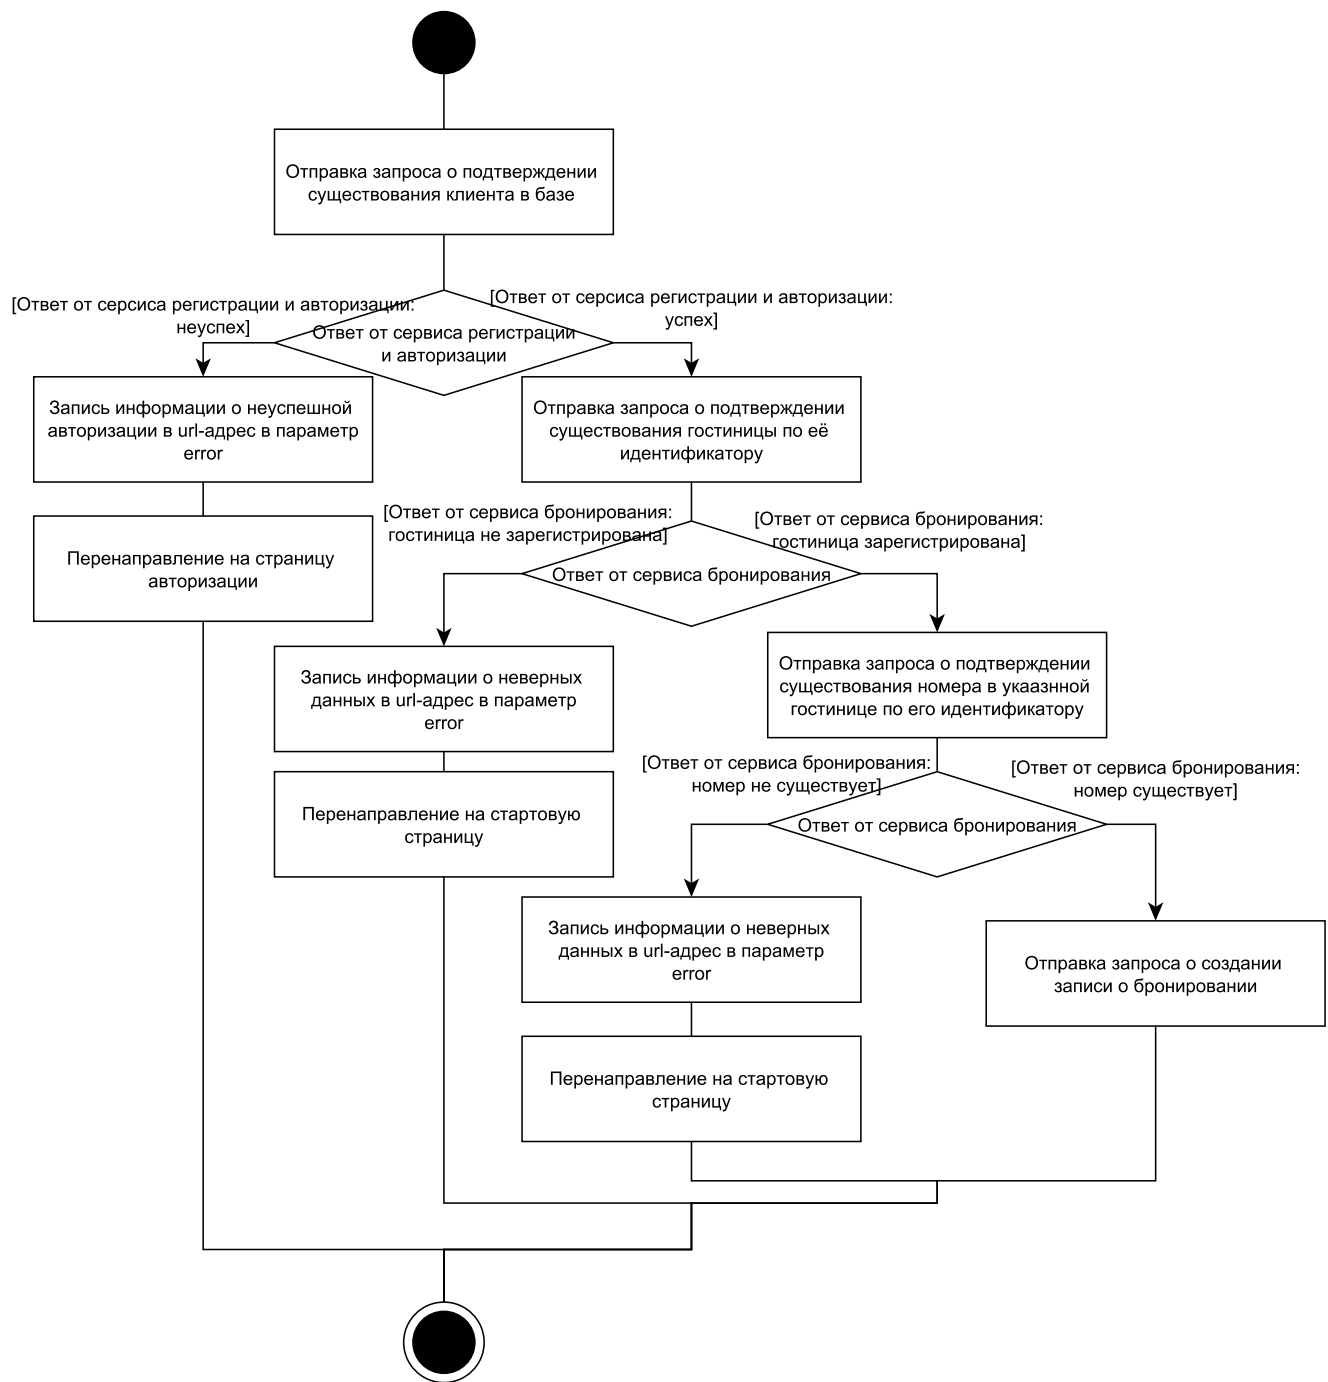 Отправка запроса о подтверждении
существования клиента в базе
[Ответ от серсиса регистрации и авторизации:
неуспех]
[Ответ от серсиса регистрации и авторизации:
успех]
Ответ от сервиса регистрации
и авторизации
Запись информации о неуспешной
авторизации в url-адрес в параметр
error
Отправка запроса о подтверждении
существования гостиницы по её
идентификатору
Перенаправление на страницу
авторизации
[Ответ от сервиса бронирования:
гостиница не зарегистрирована]
[Ответ от сервиса бронирования:
гостиница зарегистрирована]
Ответ от сервиса бронирования
Запись информации о неверных
данных в url-адрес в параметр
error
Отправка запроса о подтверждении
существования номера в укаазнной
гостинице по его идентификатору
Перенаправление на стартовую
страницу
[Ответ от сервиса бронирования:
номер не существует]
[Ответ от сервиса бронирования:
номер существует]
Ответ от сервиса бронирования
Запись информации о неверных
данных в url-адрес в параметр
error
Отправка запроса о создании
записи о бронировании
Перенаправление на стартовую
страницу